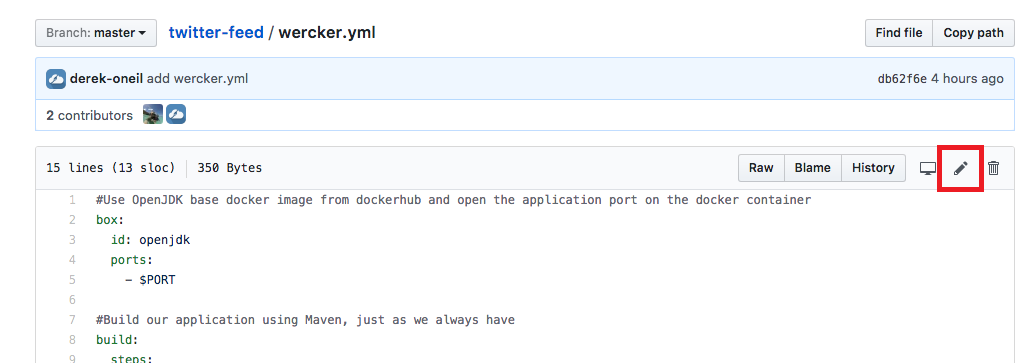 Branch: master twitter-feed / wercker.yml Find file Copy path
derek-oneil add wercker.yml db62f6e 4 hours ago
2 contributors
15 lines (13 sloc) 350 Bytes Raw Blame History
1 #Use OpenJDK base docker image from dockerhub and open the application port on the docker container
2 box:
3 id: openjdk
4 ports:
5 - $PORT
6
7 #Build our application using Maven, just as we always have
8 build:
9 steps: